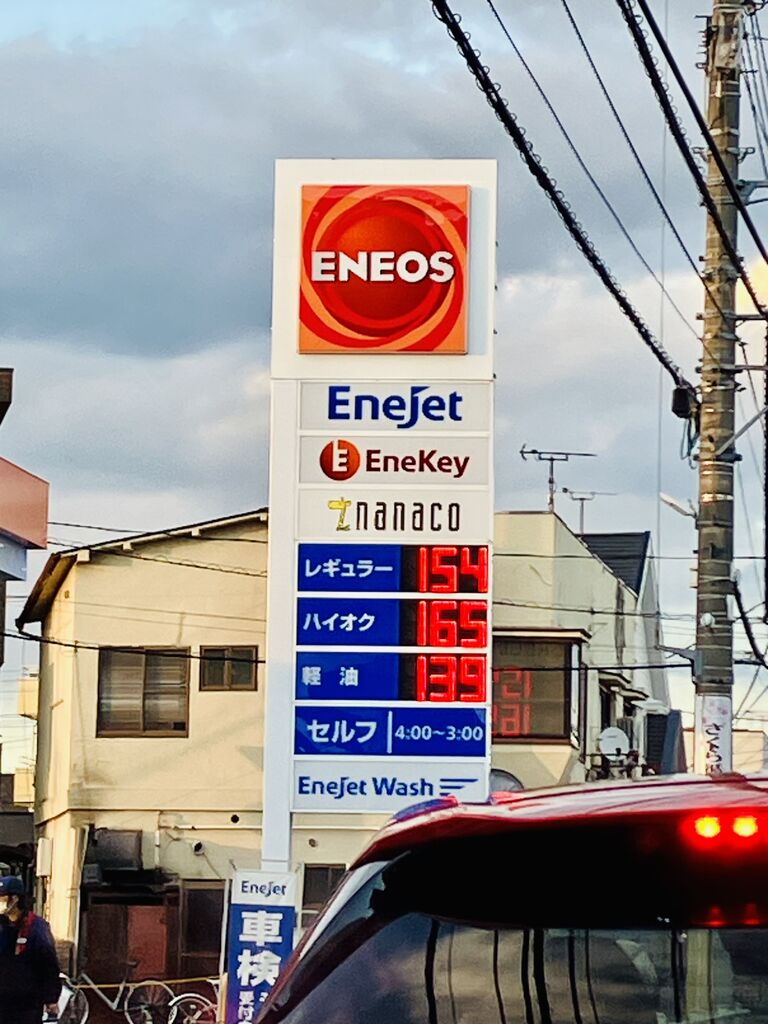 ENEOS
EneJet
E EneKey
nanaco
レギュラー 154
ハイオク 165
軽油 139
セルフ 4:00~3:00
EneJet Wash
EneJet
車検